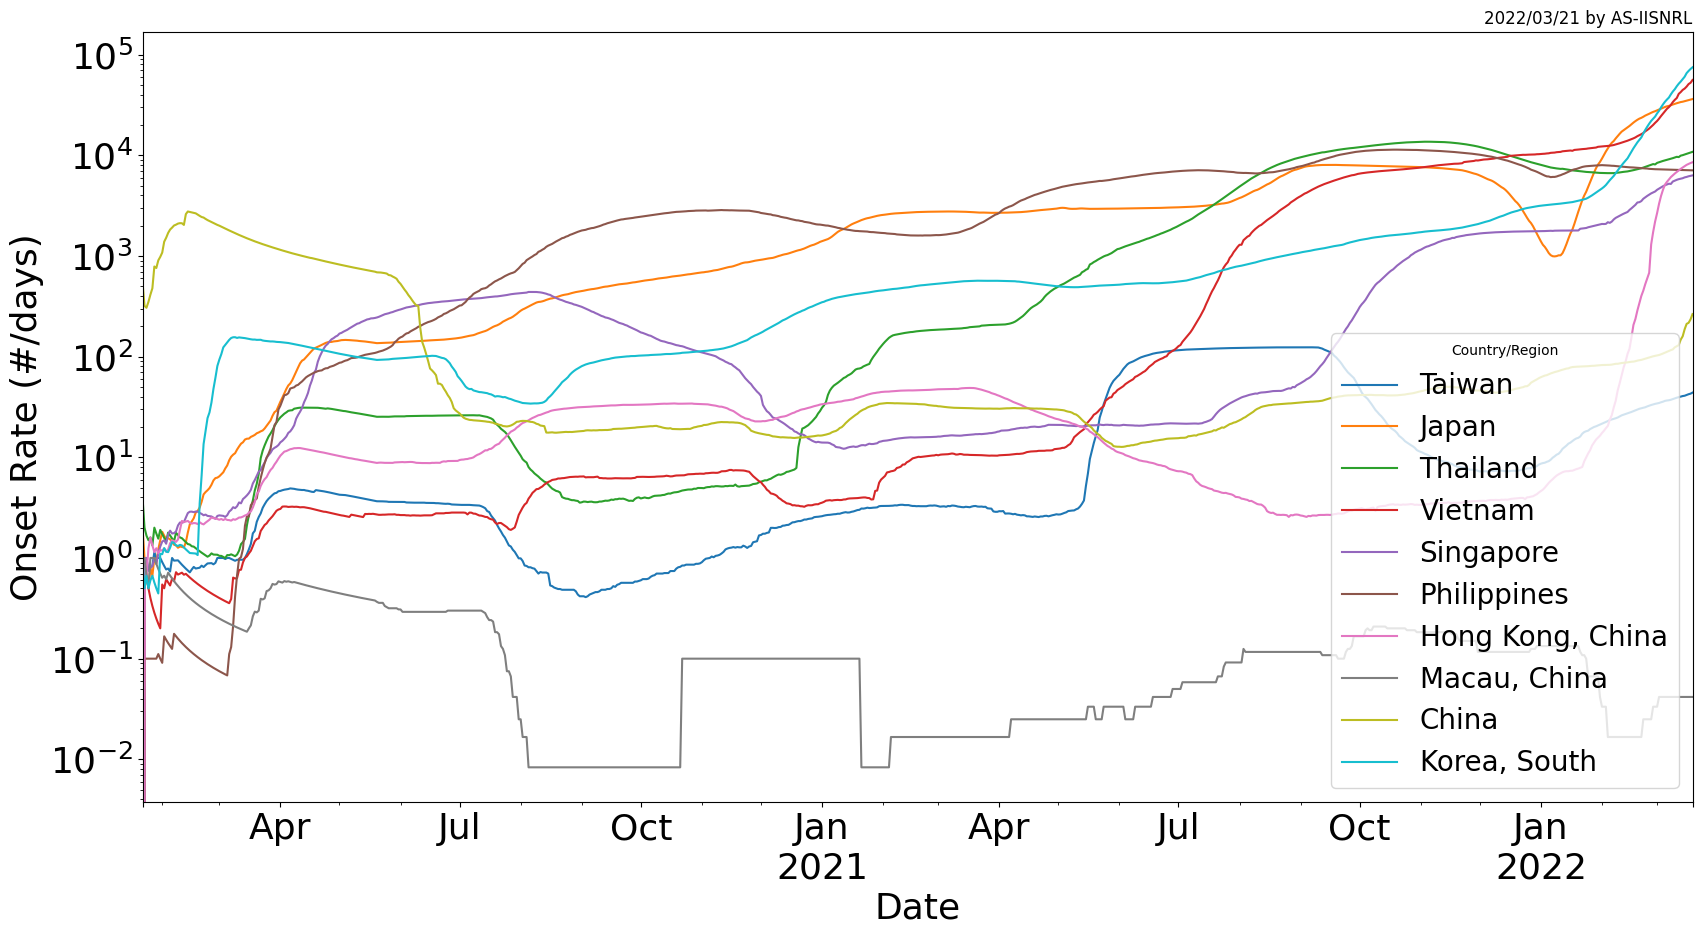 2022/03/21 by AS-IISNRL
Onset Rate (#/days)
10^5
10^4
10^3
10^2
10^1
10^0
10^−1
10^−2
Country/Region
Taiwan
Japan
Thailand
Vietnam
Singapore
Philippines
Hong Kong, China
Macau, China
China
Korea, South
Apr Jul Oct Jan Apr Jul Oct Jan
2021 2022
Date